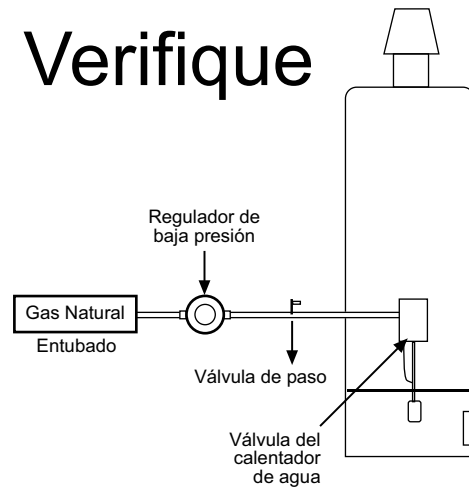 Verifique
Regulador de
baja presión
Gas Natural
Entubado
Válvula de paso
Válvula del
calentador
de agua